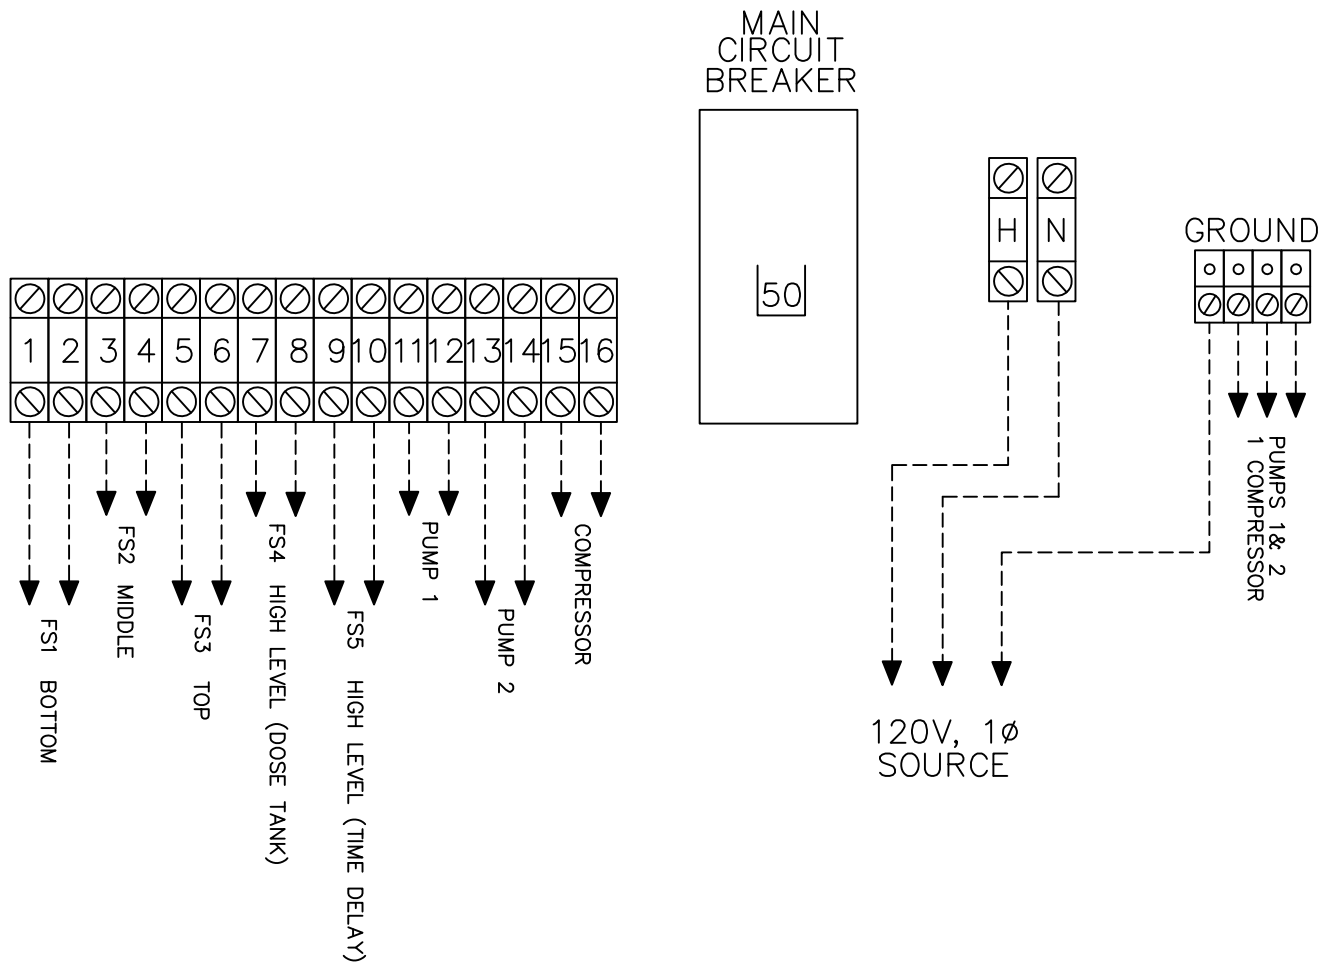 MAIN
CIRCUIT
BREAKER
50
H N
GROUND
1 2 3 4 5 6 7 8 9 10 11 12 13 14 15 16
FS1 BOTTOM
FS2 MIDDLE
FS3 TOP
FS4 HIGH LEVEL (DOSE TANK)
FS5 HIGH LEVEL (TIME DELAY)
PUMP 1
PUMP 2
COMPRESSOR
PUMPS 1& 2
1 COMPRESSOR
120V, 1Ø
SOURCE